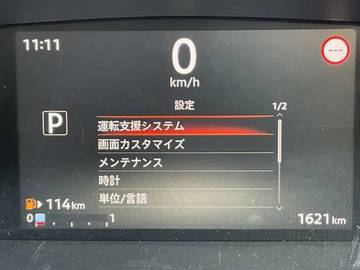 11:11
0
km/h
設定
1/2
P
運転支援システム
画面カスタマイズ
メンテナンス
時計
単位/言語
114km
0 1
1621km